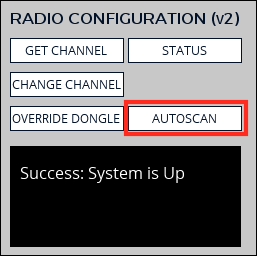 RADIO CONFIGURATION (v2)
GET CHANNEL STATUS
CHANGE CHANNEL
OVERRIDE DONGLE AUTOSCAN
Success: System is Up